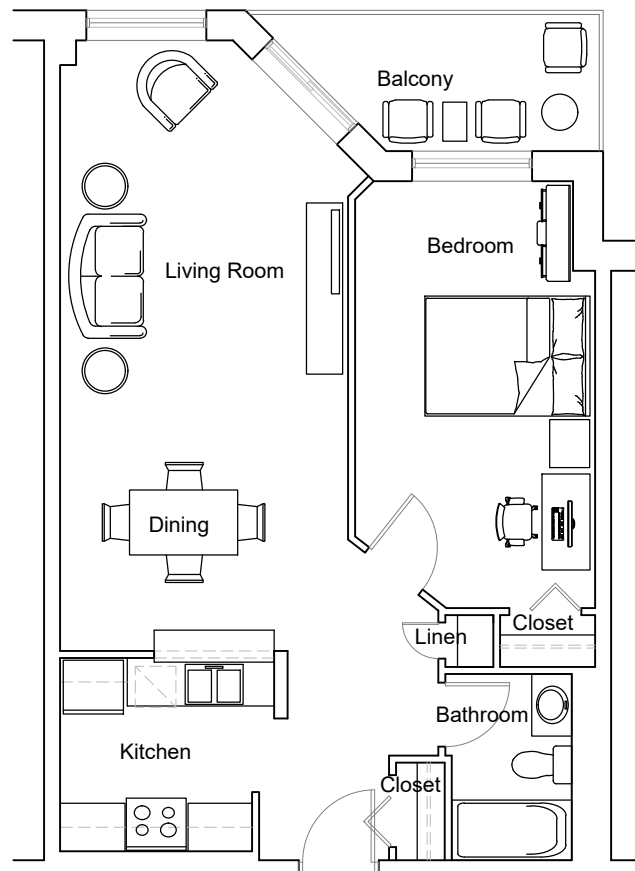 Balcony
Bedroom
Living Room
Dining
Closet
Linen
Bathroom
Kitchen
Closet